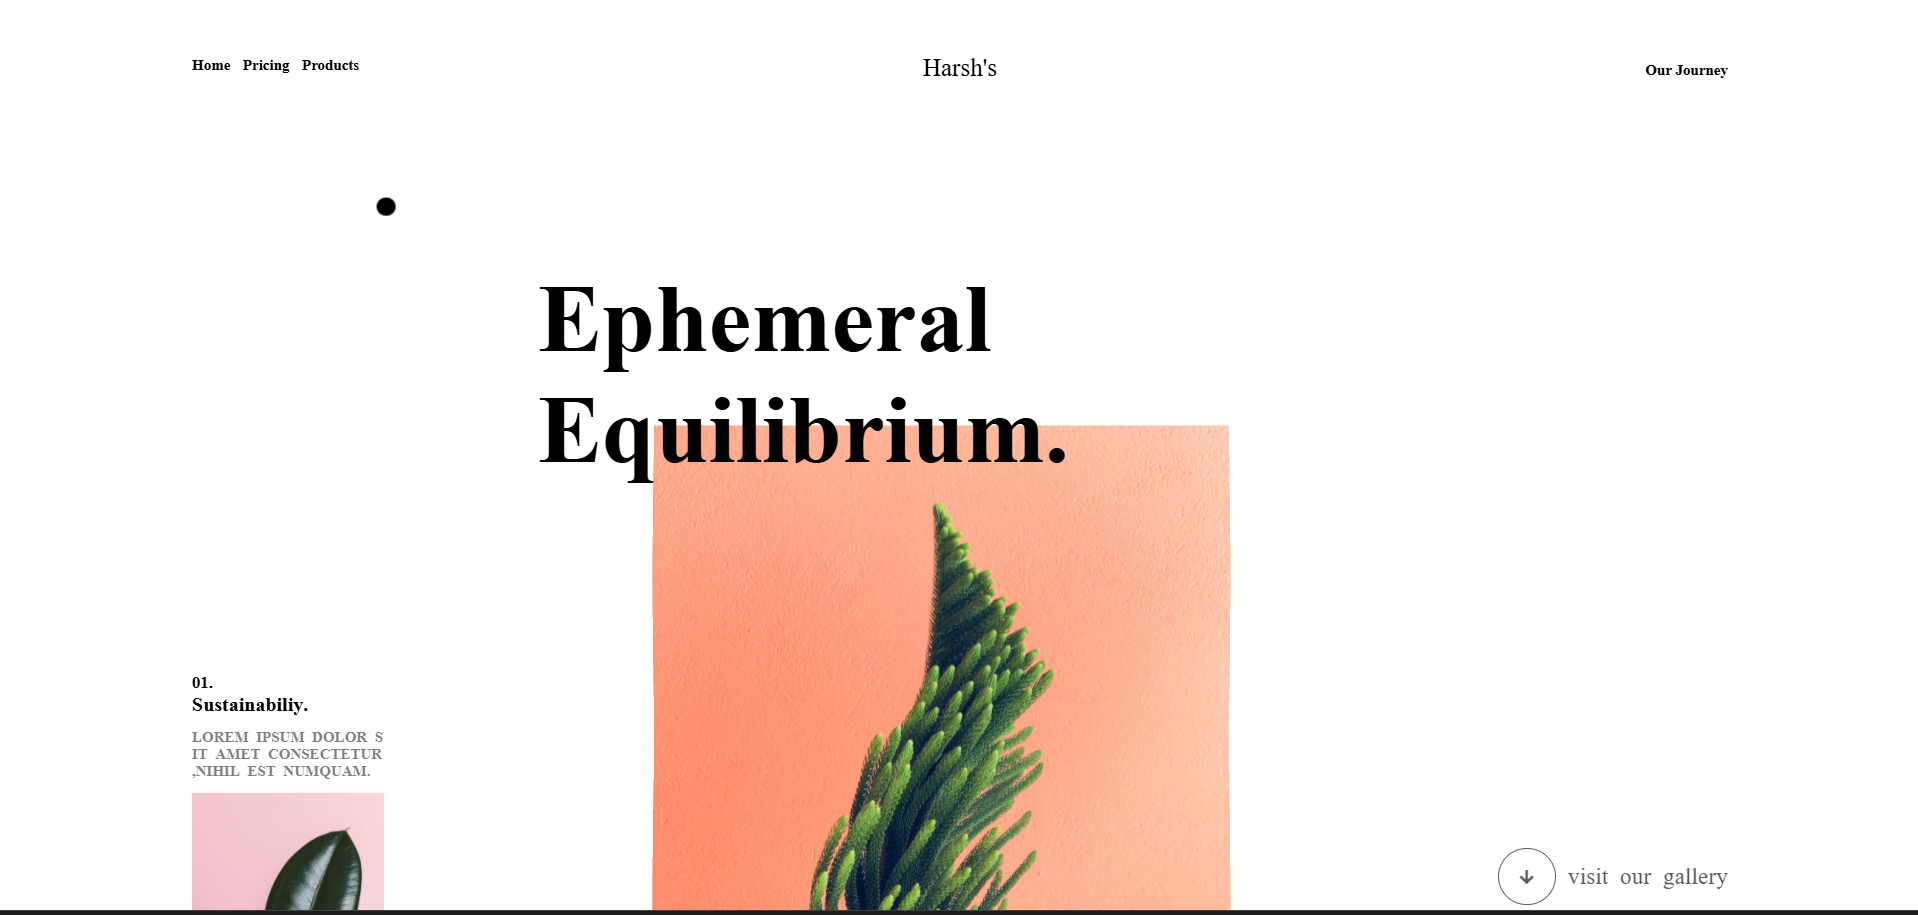 Home Pricing Products
Harsh's
Our Journey
Ephemeral
Equilibrium.
01.
Sustainabiliy.
LOREM IPSUM DOLOR S
IT AMET CONSECTETUR
,NIHIL EST NUMQUAM.
visit our gallery